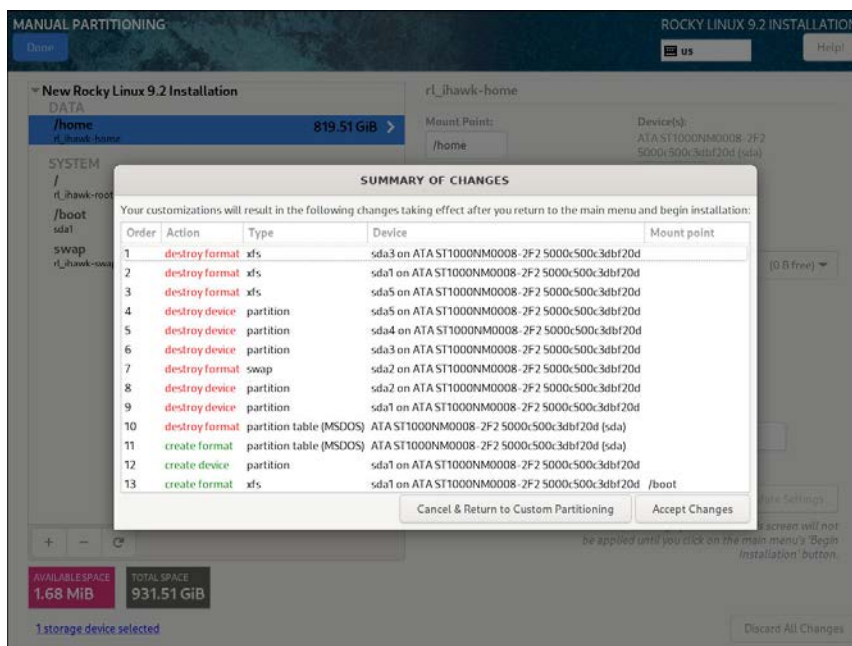 MANUAL PARTITIONING
ROCKY LINUX 9.2 INSTALLATION
Done
us
Help!
New Rocky Linux 9.2 Installation
DATA
/home
rl_ihawk-home
819.51 GiB
SYSTEM
/
rl_ihawk-root
/boot
sda1
swap
rl_ihawk-swap
rl_ihawk-home
Mount Point:
/home
Device(s):
ATA ST1000NM0008-2F2
5000c500c3dbf20d (sda)
(0 B free)
SUMMARY OF CHANGES
Your customizations will result in the following changes taking effect after you return to the main menu and begin installation:
Order Action Type Device Mount point
1 destroy format xfs sda3 on ATA ST1000NM0008-2F2 5000c500c3dbf20d
2 destroy format xfs sda1 on ATA ST1000NM0008-2F2 5000c500c3dbf20d
3 destroy format xfs sda5 on ATA ST1000NM0008-2F2 5000c500c3dbf20d
4 destroy device partition sda5 on ATA ST1000NM0008-2F2 5000c500c3dbf20d
5 destroy device partition sda4 on ATA ST1000NM0008-2F2 5000c500c3dbf20d
6 destroy device partition sda3 on ATA ST1000NM0008-2F2 5000c500c3dbf20d
7 destroy format swap sda2 on ATA ST1000NM0008-2F2 5000c500c3dbf20d
8 destroy device partition sda2 on ATA ST1000NM0008-2F2 5000c500c3dbf20d
9 destroy device partition sda1 on ATA ST1000NM0008-2F2 5000c500c3dbf20d
10 destroy format partition table (MSDOS) ATA ST1000NM0008-2F2 5000c500c3dbf20d (sda)
11 create format partition table (MSDOS) ATA ST1000NM0008-2F2 5000c500c3dbf20d (sda)
12 create device partition sda1 on ATA ST1000NM0008-2F2 5000c500c3dbf20d
13 create format xfs sda1 on ATA ST1000NM0008-2F2 5000c500c3dbf20d /boot
Cancel & Return to Custom Partitioning
Accept Changes
Settings
screen will not
be applied until you click on the main menu's 'Begin
Installation' button.
+ −
AVAILABLE SPACE
1.68 MiB
TOTAL SPACE
931.51 GiB
1 storage device selected
Discard All Changes